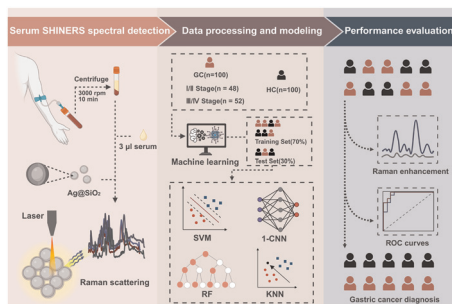 Serum SHINERS spectral detection
Data processing and modeling
Performance evaluation
Centrifuge
3000 rpm
10 min
3 μl serum
Ag@SiO₂
Laser
Raman scattering
GC(n=100)
I/II Stage(n = 48)
III/IV Stage(n = 52)
HC(n=100)
Machine learning
Training Set(70%)
Test Set(30%)
SVM
1-CNN
RF
KNN
Raman enhancement
ROC curves
Gastric cancer diagnosis